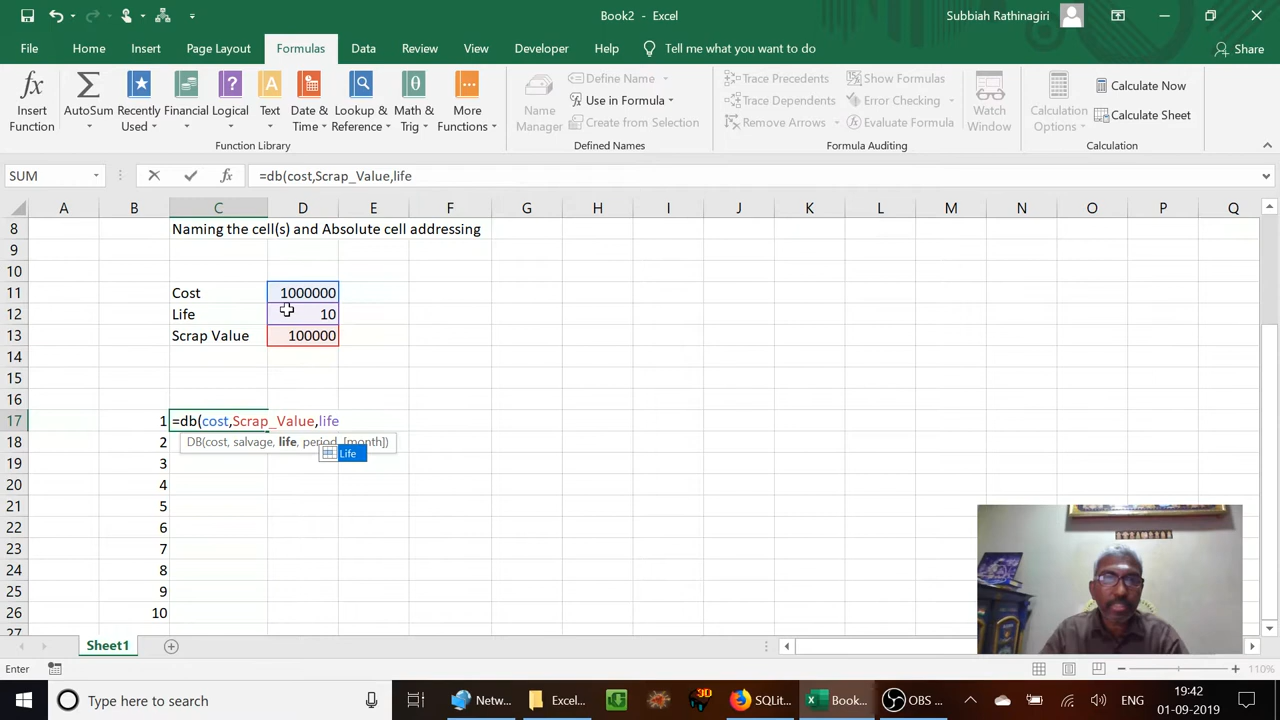 Book2 - Excel
Subbiah Rathinagiri
File Home Insert Page Layout Formulas Data Review View Developer Help Tell me what you want to do Share
Insert Function
AutoSum
Recently Used
Financial
Logical
Text
Date & Time
Lookup & Reference
Math & Trig
More Functions
Function Library
Name Manager
Define Name
Use in Formula
Create from Selection
Defined Names
Trace Precedents
Trace Dependents
Remove Arrows
Show Formulas
Error Checking
Evaluate Formula
Formula Auditing
Watch Window
Calculation Options
Calculate Now
Calculate Sheet
Calculation
SUM fx =db(cost,Scrap_Value,life
A B C D E F G H I J K L M N O P Q
8 Naming the cell(s) and Absolute cell addressing
9
10
11 Cost 1000000
12 Life 10
13 Scrap Value 100000
14
15
16
17 1 =db(cost,Scrap_Value,life
18 2 DB(cost, salvage, life, period, [month])
Life
19 3
20 4
21 5
22 6
23 7
24 8
25 9
26 10
27
Sheet1
Enter 110%
Type here to search
Netw...
Excel...
SQLit...
Book...
OBS ...
ENG
19:42
01-09-2019